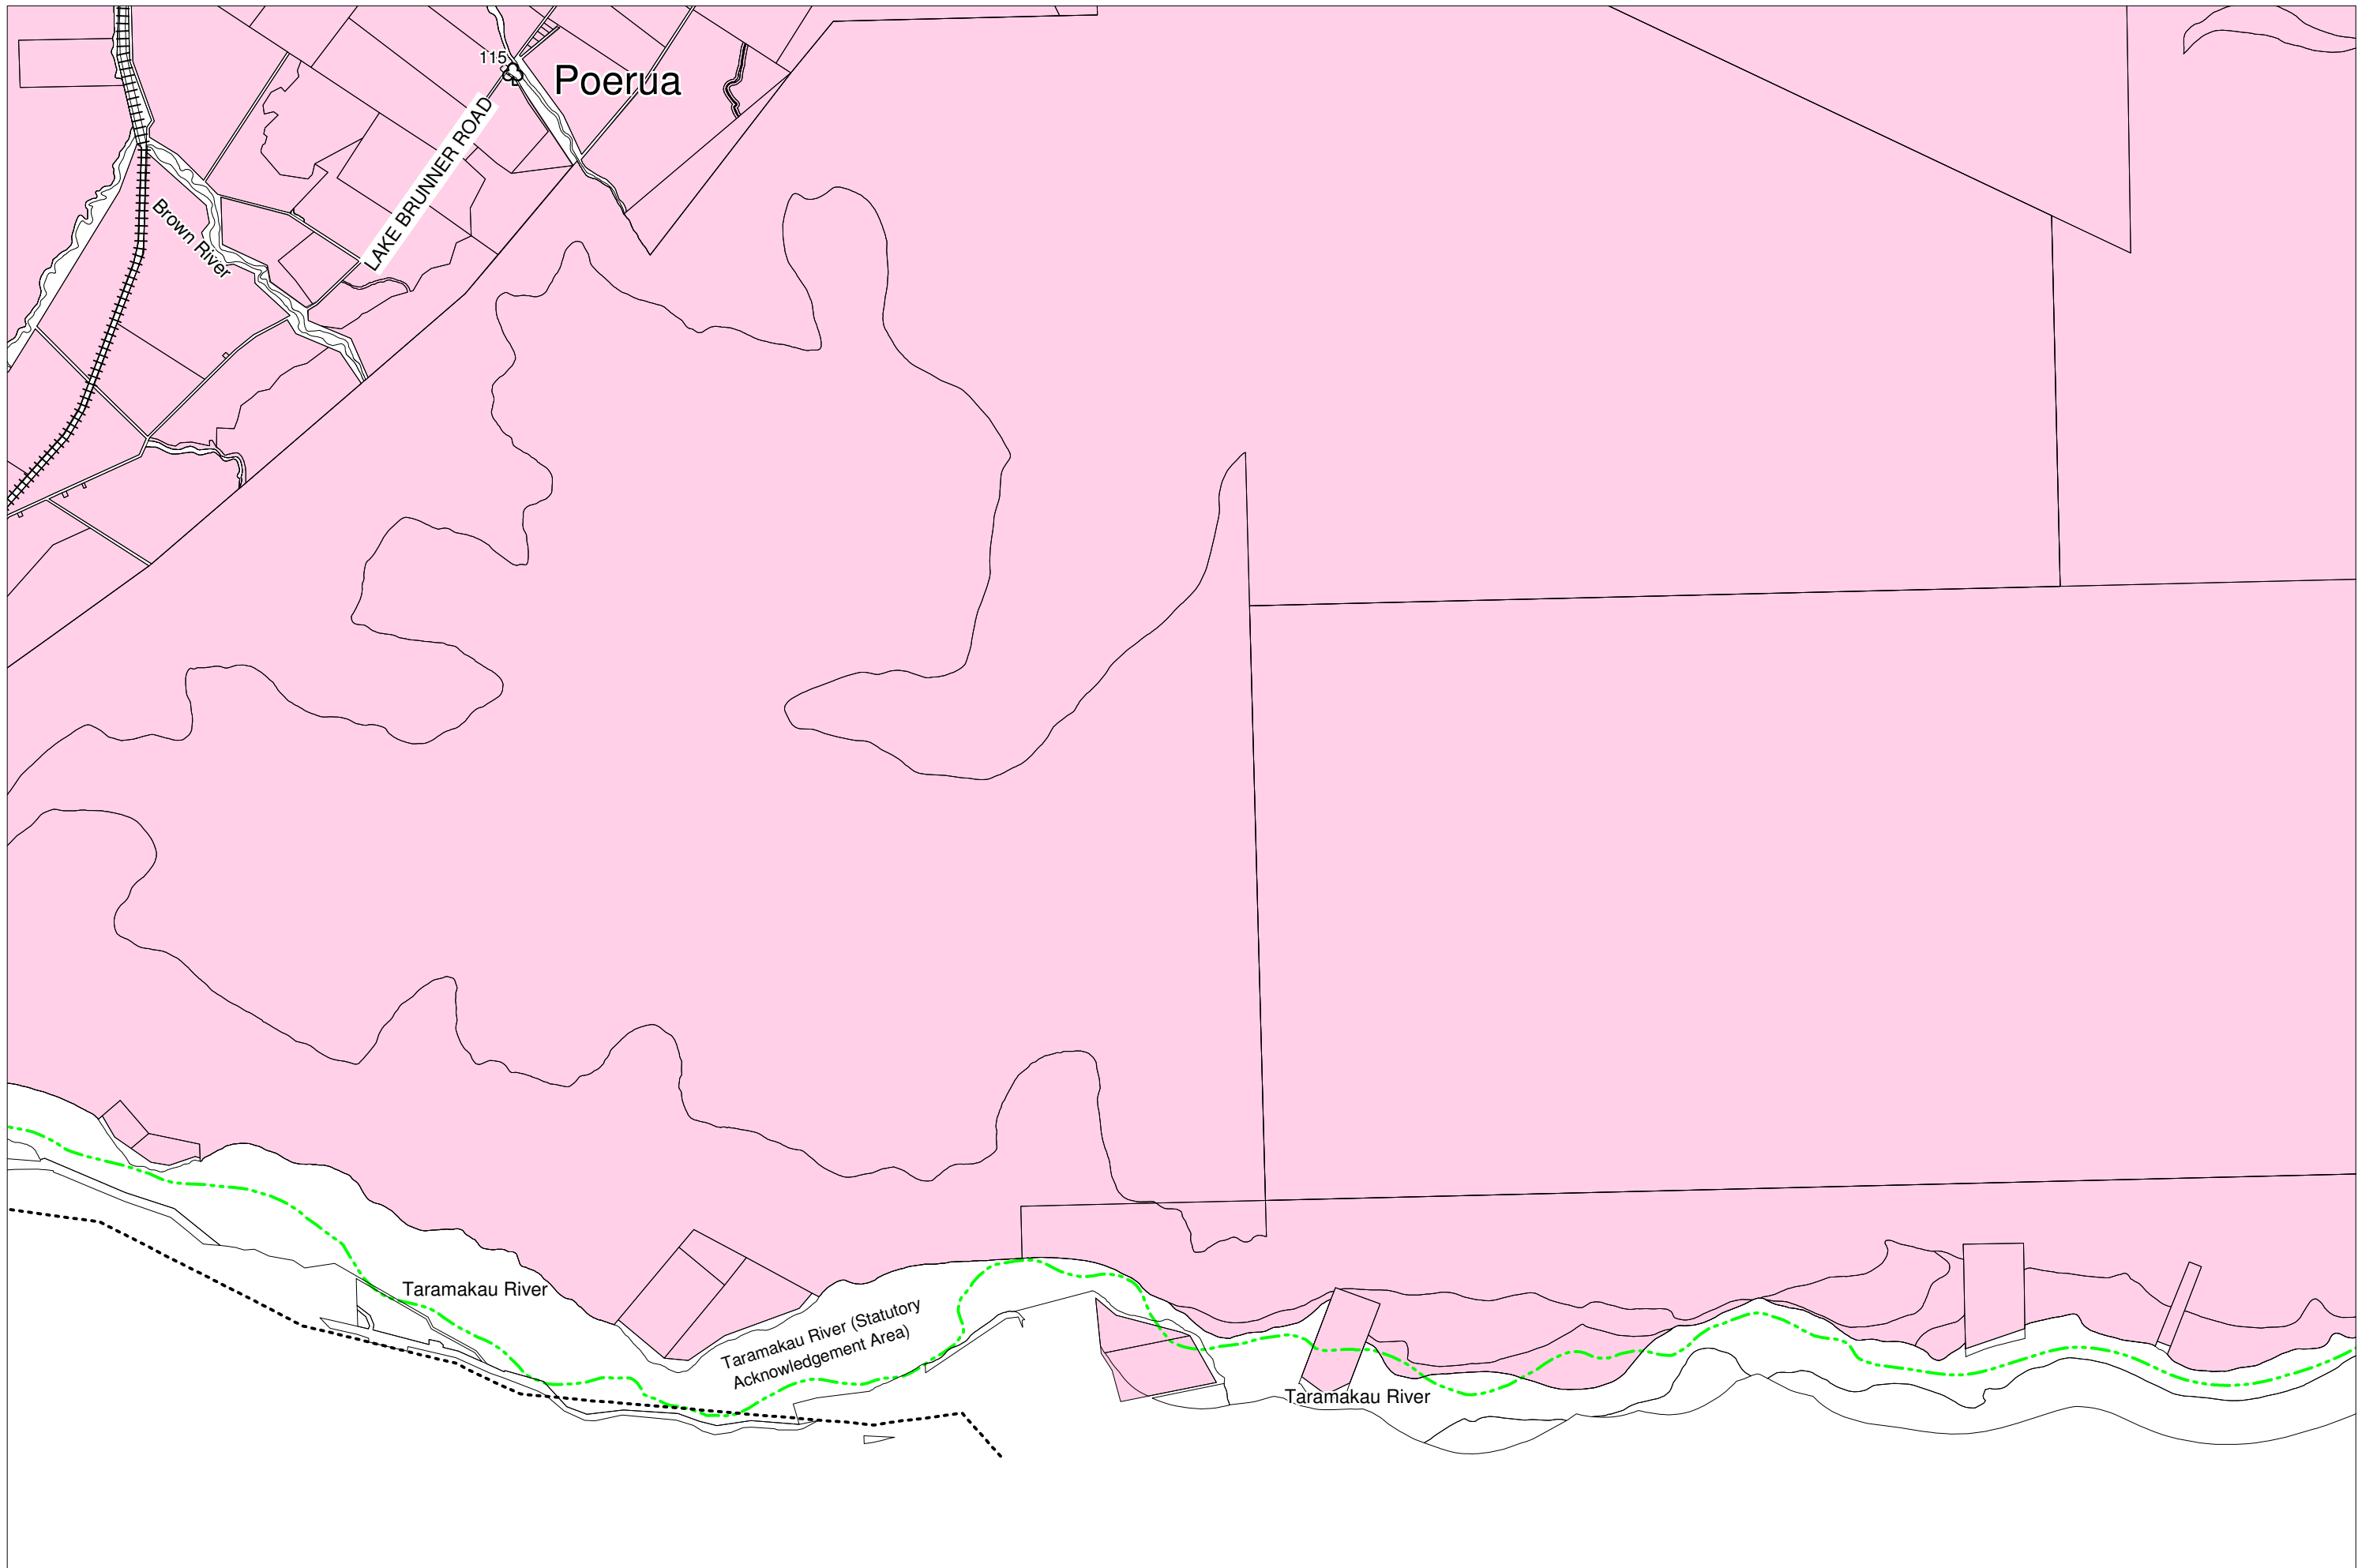 115
Poerua
LAKE BRUNNER ROAD
Brown River
Taramakau River
Taramakau River (Statutory
Acknowledgement Area)
Taramakau River